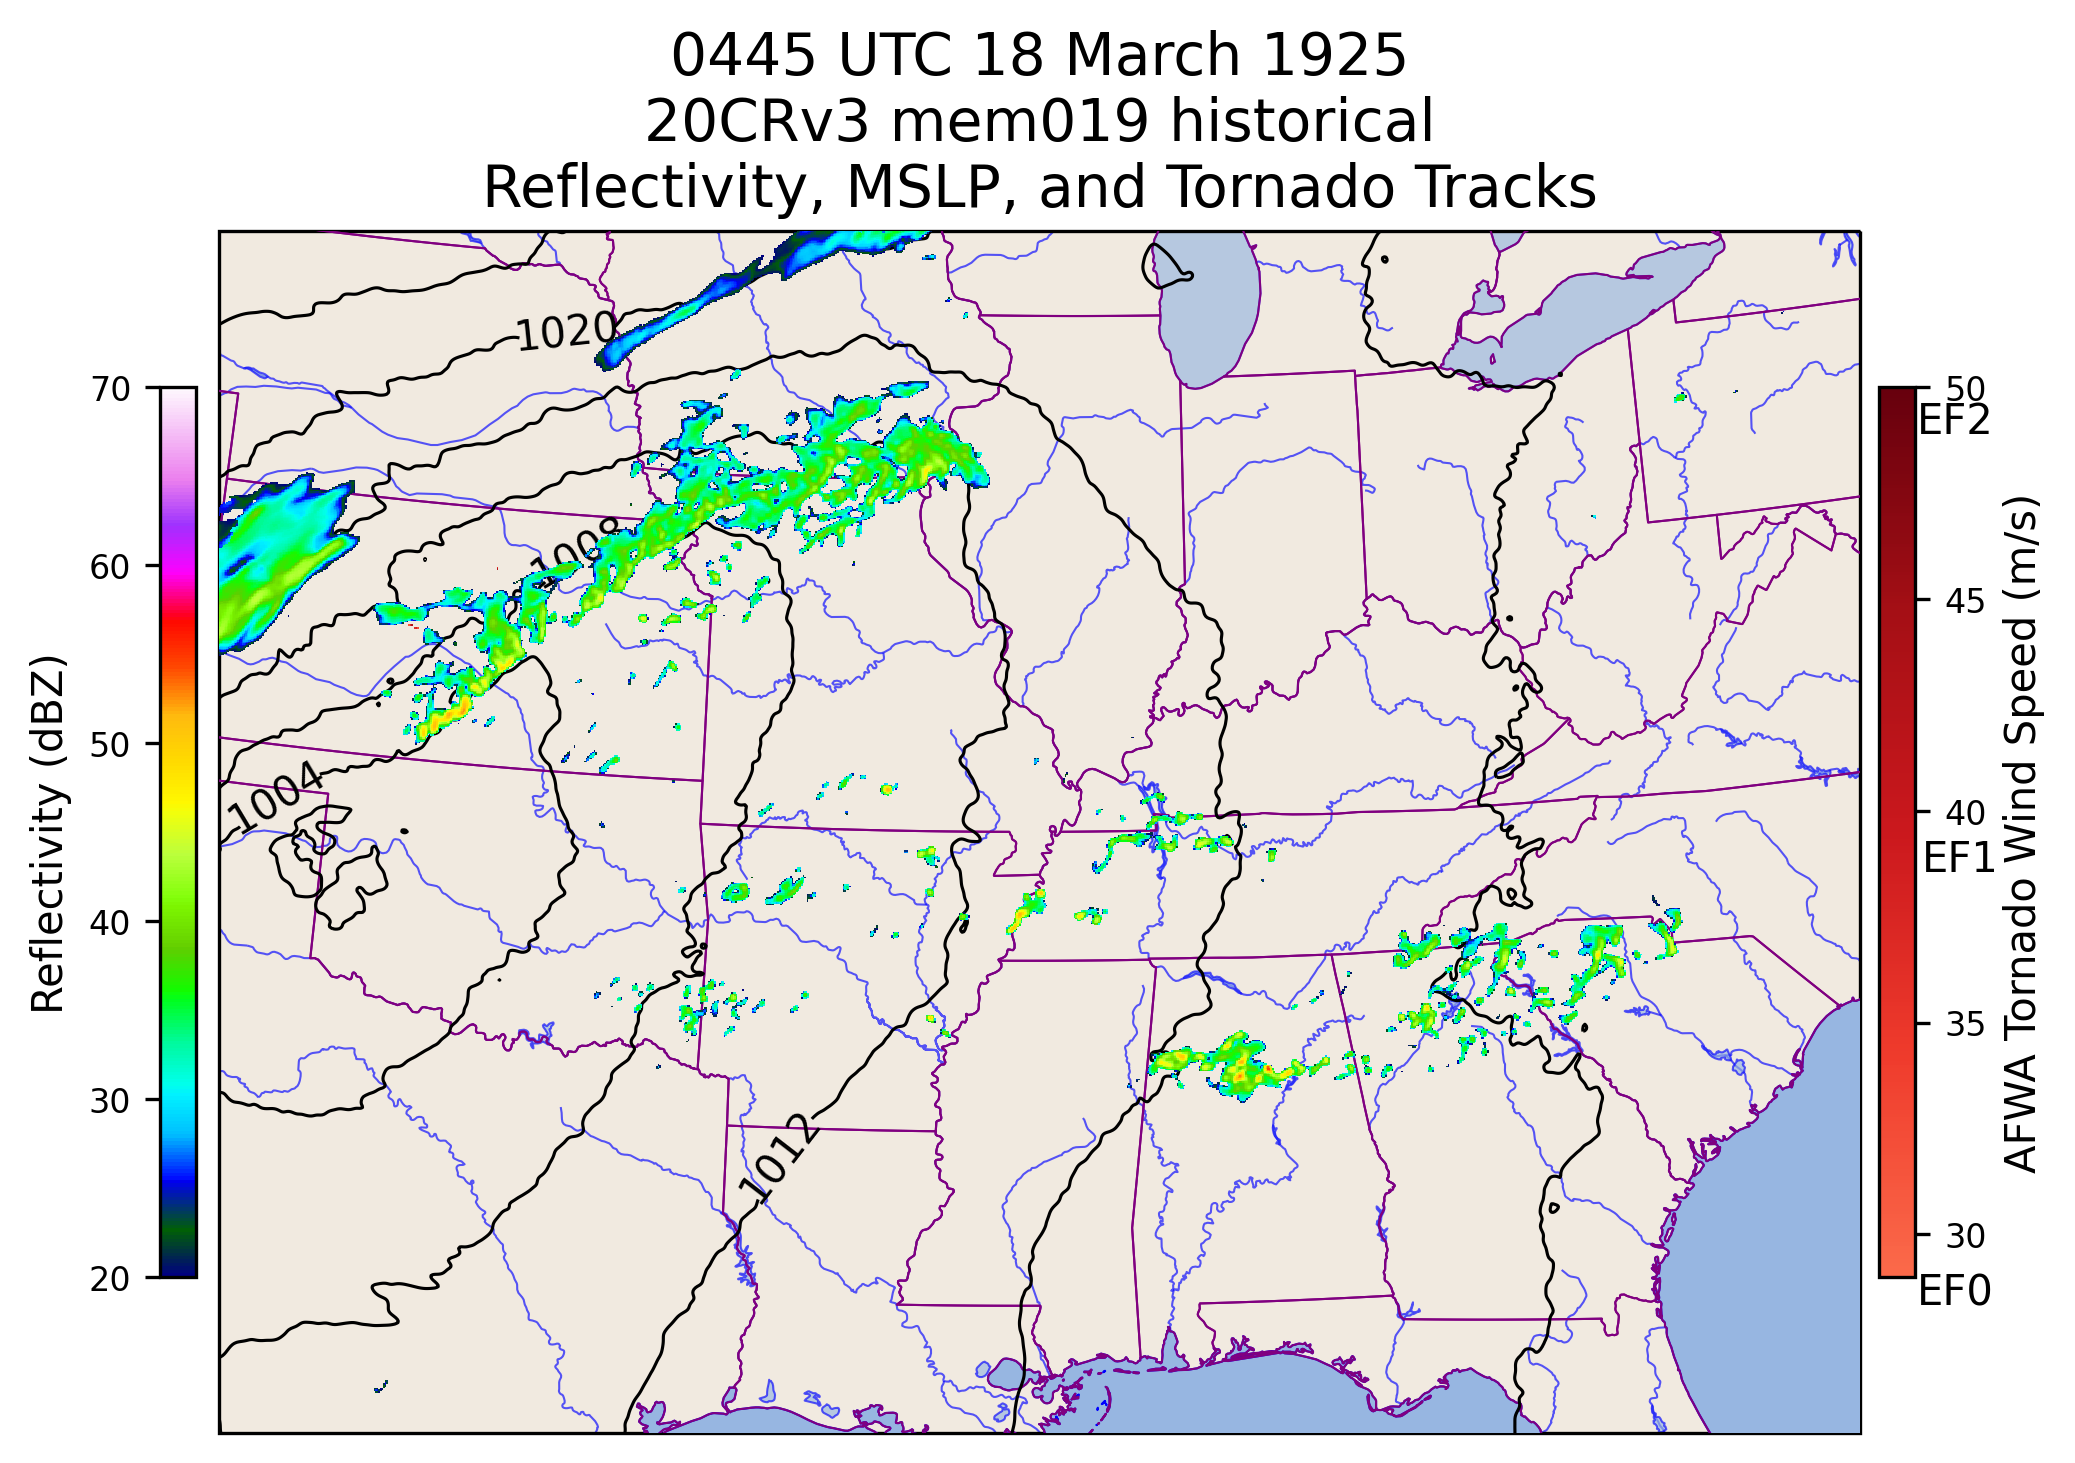 0445 UTC 18 March 1925
20CRv3 mem019 historical
Reflectivity, MSLP, and Tornado Tracks
1020
1008
1004
1012
70
60
50
40
30
20
Reflectivity (dBZ)
50
EF2
45
40
EF1
35
30
EF0
AFWA Tornado Wind Speed (m/s)